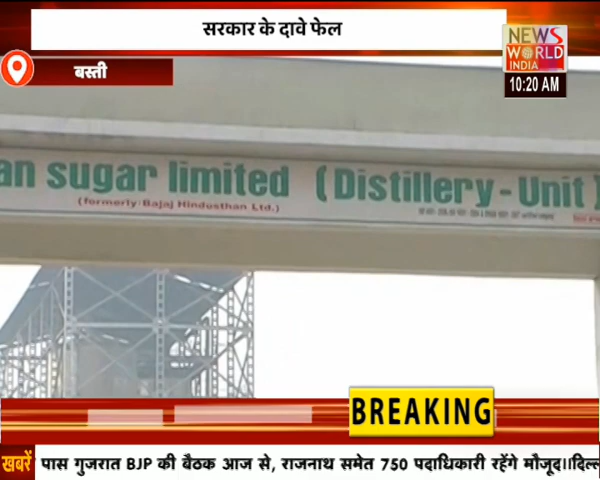 सरकार के दावे फेल
NEWS
WORLD
INDIA
बस्ती
10:20 AM
an sugar limited (Distillery-Unit)
(formerly: Bajaj Hindusthan Ltd.)
BREAKING
खबरें पास गुजरात BJP की बैठक आज से, राजनाथ समेत 750 पदाधिकारी रहेंगे मौजूद।।दिल्ल